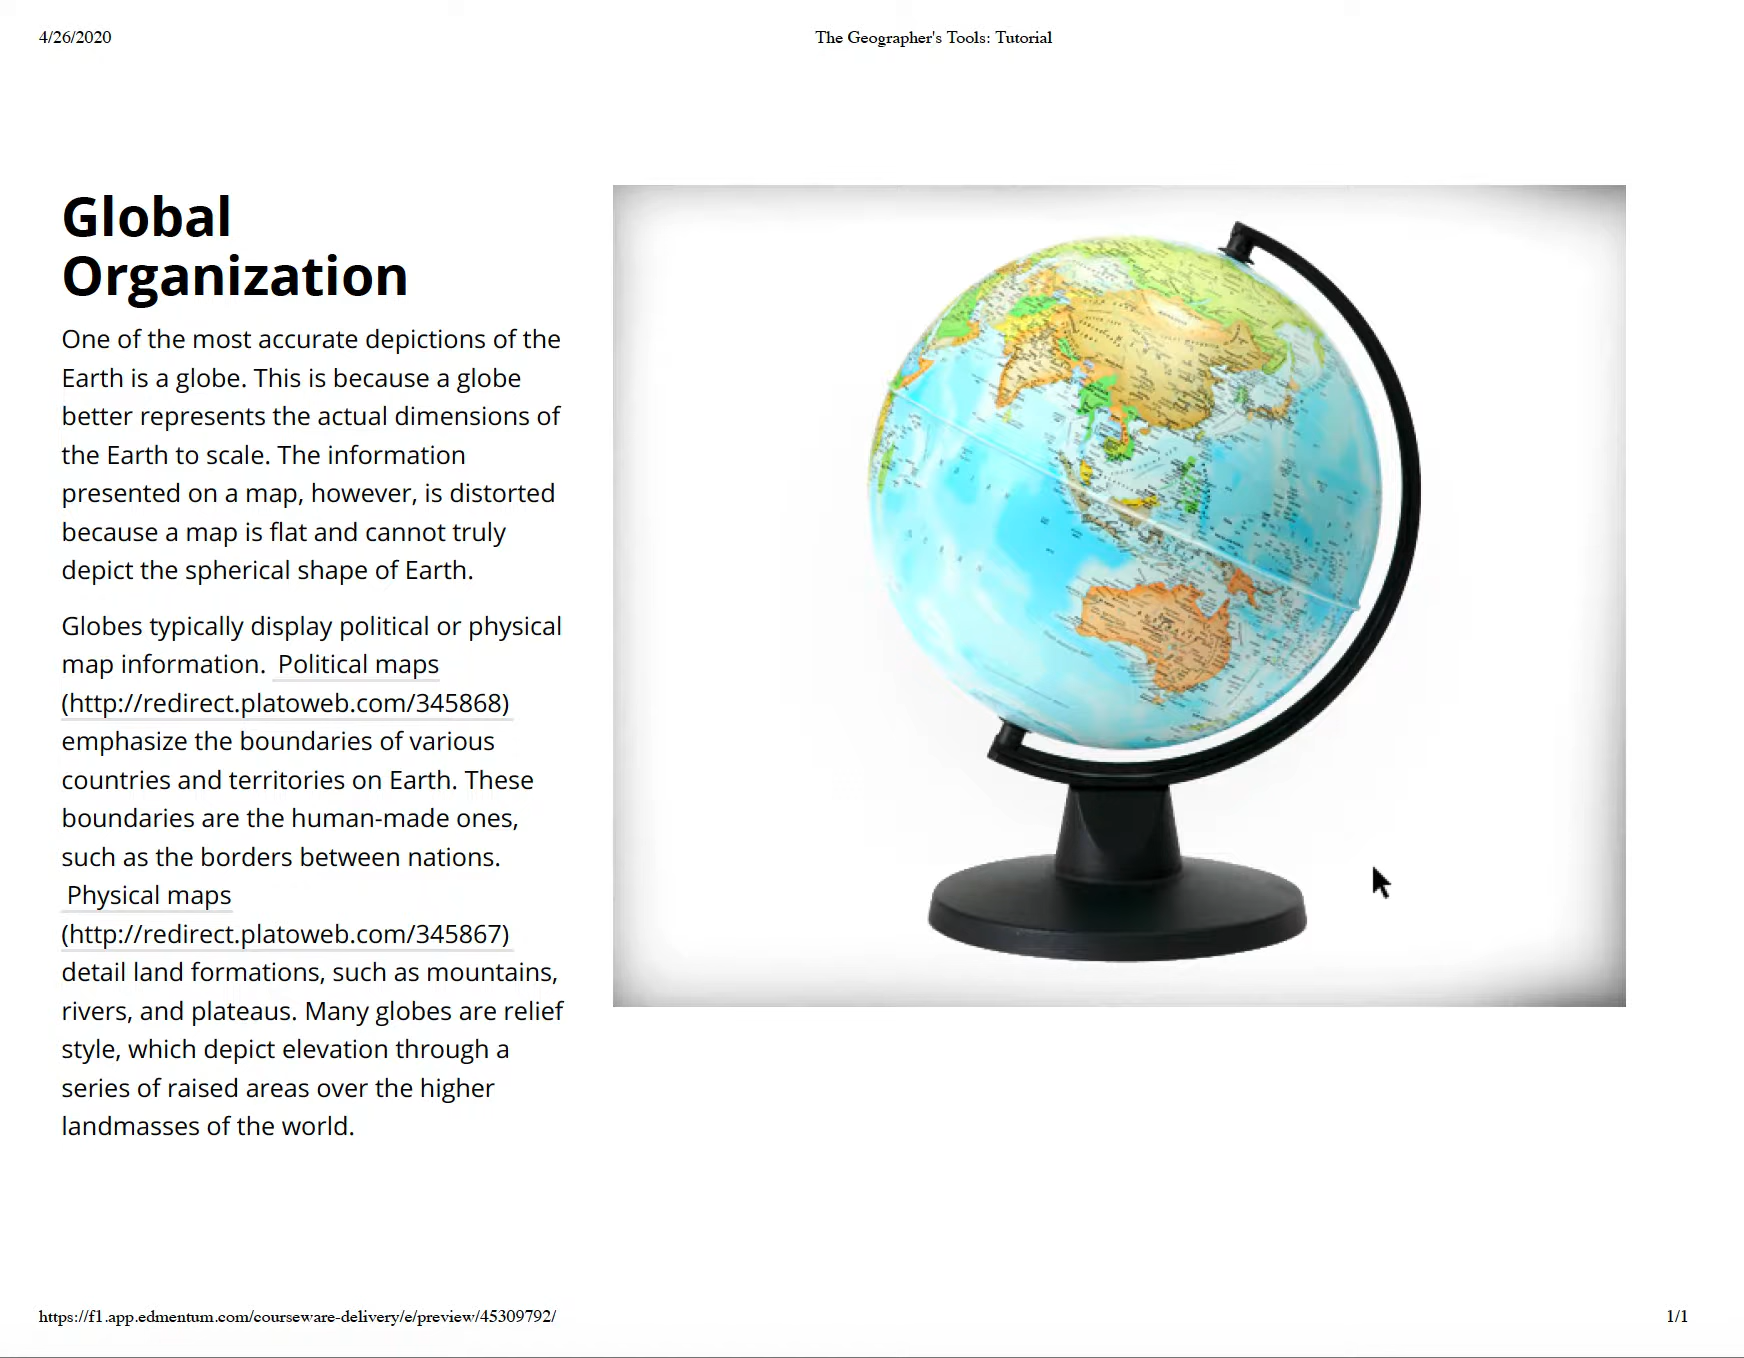 4/26/2020
The Geographer's Tools: Tutorial
Global
Organization
One of the most accurate depictions of the
Earth is a globe. This is because a globe
better represents the actual dimensions of
the Earth to scale. The information
presented on a map, however, is distorted
because a map is flat and cannot truly
depict the spherical shape of Earth.
Globes typically display political or physical
map information. Political maps
(http://redirect.platoweb.com/345868)
emphasize the boundaries of various
countries and territories on Earth. These
boundaries are the human-made ones,
such as the borders between nations.
Physical maps
(http://redirect.platoweb.com/345867)
detail land formations, such as mountains,
rivers, and plateaus. Many globes are relief
style, which depict elevation through a
series of raised areas over the higher
landmasses of the world.
https://f1.app.edmentum.com/courseware-delivery/e/preview/45309792/
1/1